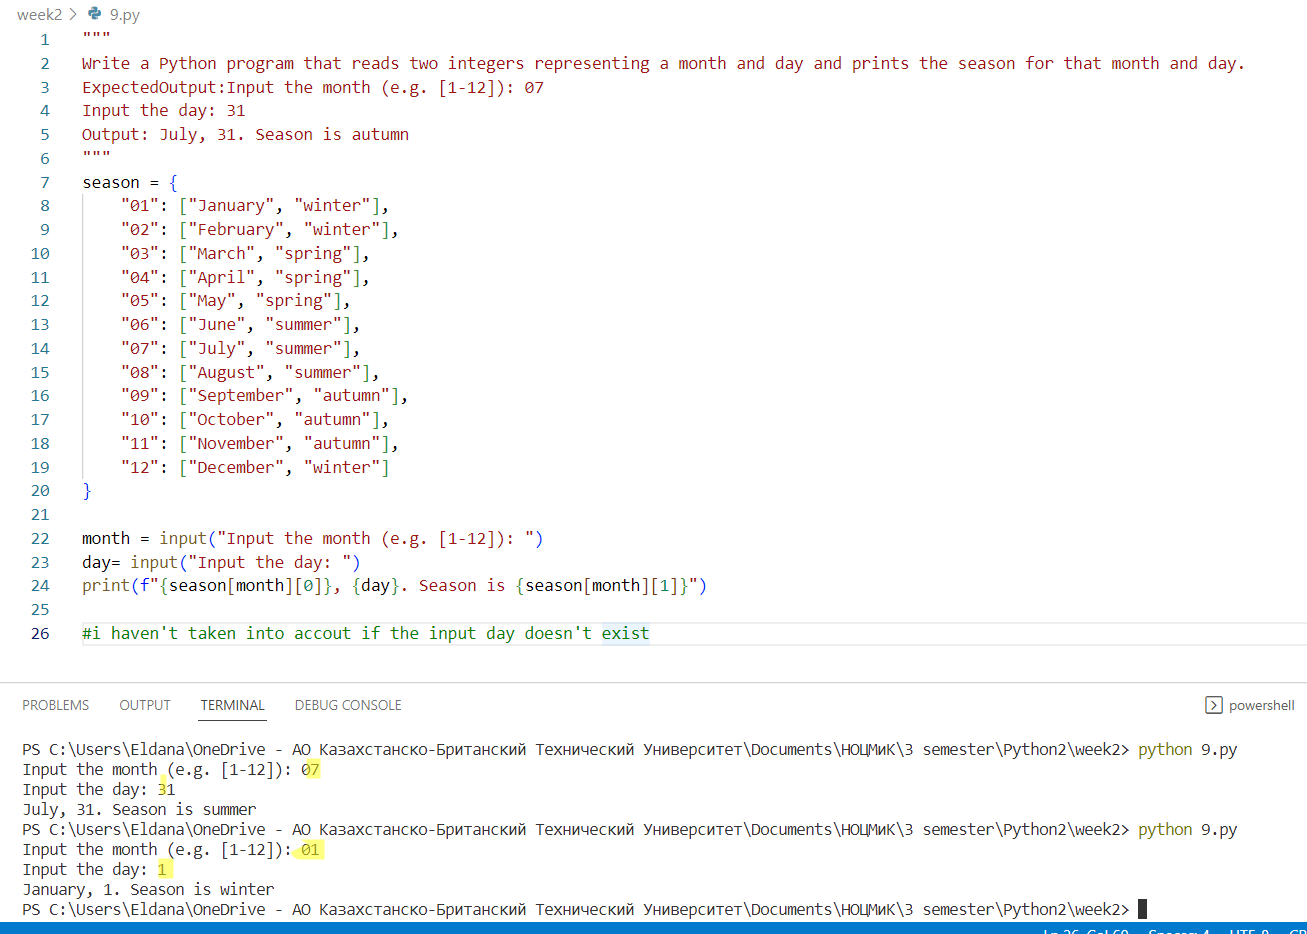 week2 > 9.py
1 """
2 Write a Python program that reads two integers representing a month and day and prints the season for that month and day.
3 ExpectedOutput:Input the month (e.g. [1-12]): 07
4 Input the day: 31
5 Output: July, 31. Season is autumn
6 """
7 season = {
8 "01": ["January", "winter"],
9 "02": ["February", "winter"],
10 "03": ["March", "spring"],
11 "04": ["April", "spring"],
12 "05": ["May", "spring"],
13 "06": ["June", "summer"],
14 "07": ["July", "summer"],
15 "08": ["August", "summer"],
16 "09": ["September", "autumn"],
17 "10": ["October", "autumn"],
18 "11": ["November", "autumn"],
19 "12": ["December", "winter"]
20 }
21
22 month = input("Input the month (e.g. [1-12]): ")
23 day= input("Input the day: ")
24 print(f"{season[month][0]}, {day}. Season is {season[month][1]}")
25
26 #i haven't taken into accout if the input day doesn't exist
PROBLEMS OUTPUT TERMINAL DEBUG CONSOLE powershell
PS C:\Users\Eldana\OneDrive - АО Казахстанско-Британский Технический Университет\Documents\НОЦМиК\3 semester\Python2\week2> python 9.py
Input the month (e.g. [1-12]): 07
Input the day: 31
July, 31. Season is summer
PS C:\Users\Eldana\OneDrive - АО Казахстанско-Британский Технический Университет\Documents\НОЦМиК\3 semester\Python2\week2> python 9.py
Input the month (e.g. [1-12]): 01
Input the day: 1
January, 1. Season is winter
PS C:\Users\Eldana\OneDrive - АО Казахстанско-Британский Технический Университет\Documents\НОЦМиК\3 semester\Python2\week2>